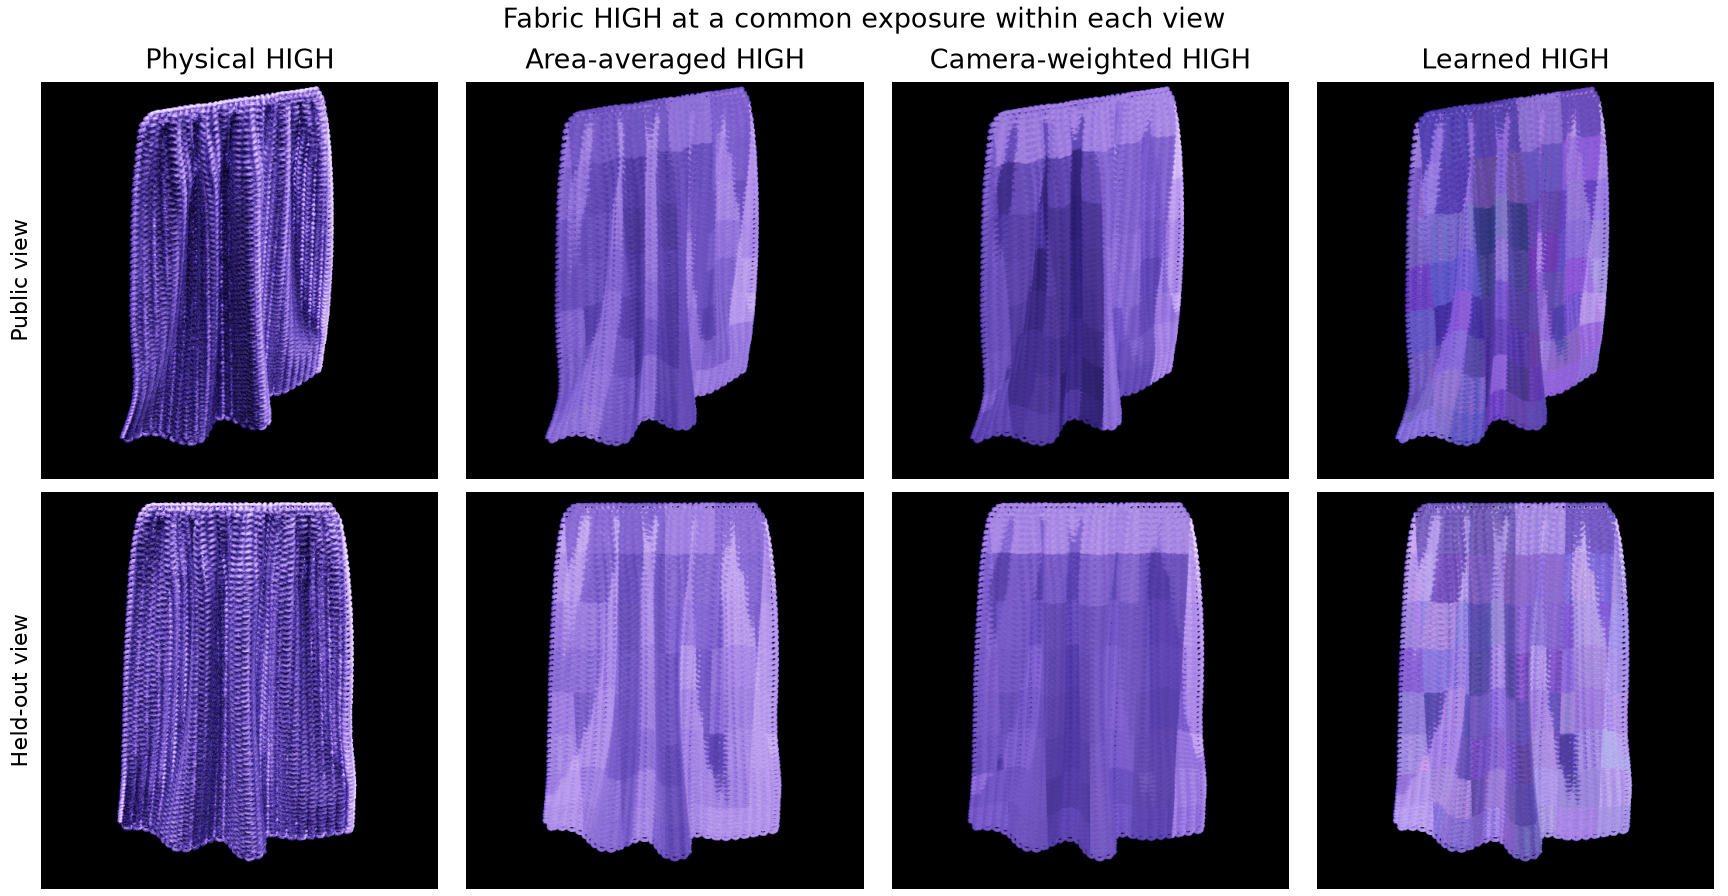 Fabric HIGH at a common exposure within each view
Physical HIGH
Area-averaged HIGH
Camera-weighted HIGH
Learned HIGH
Public view
Held-out view